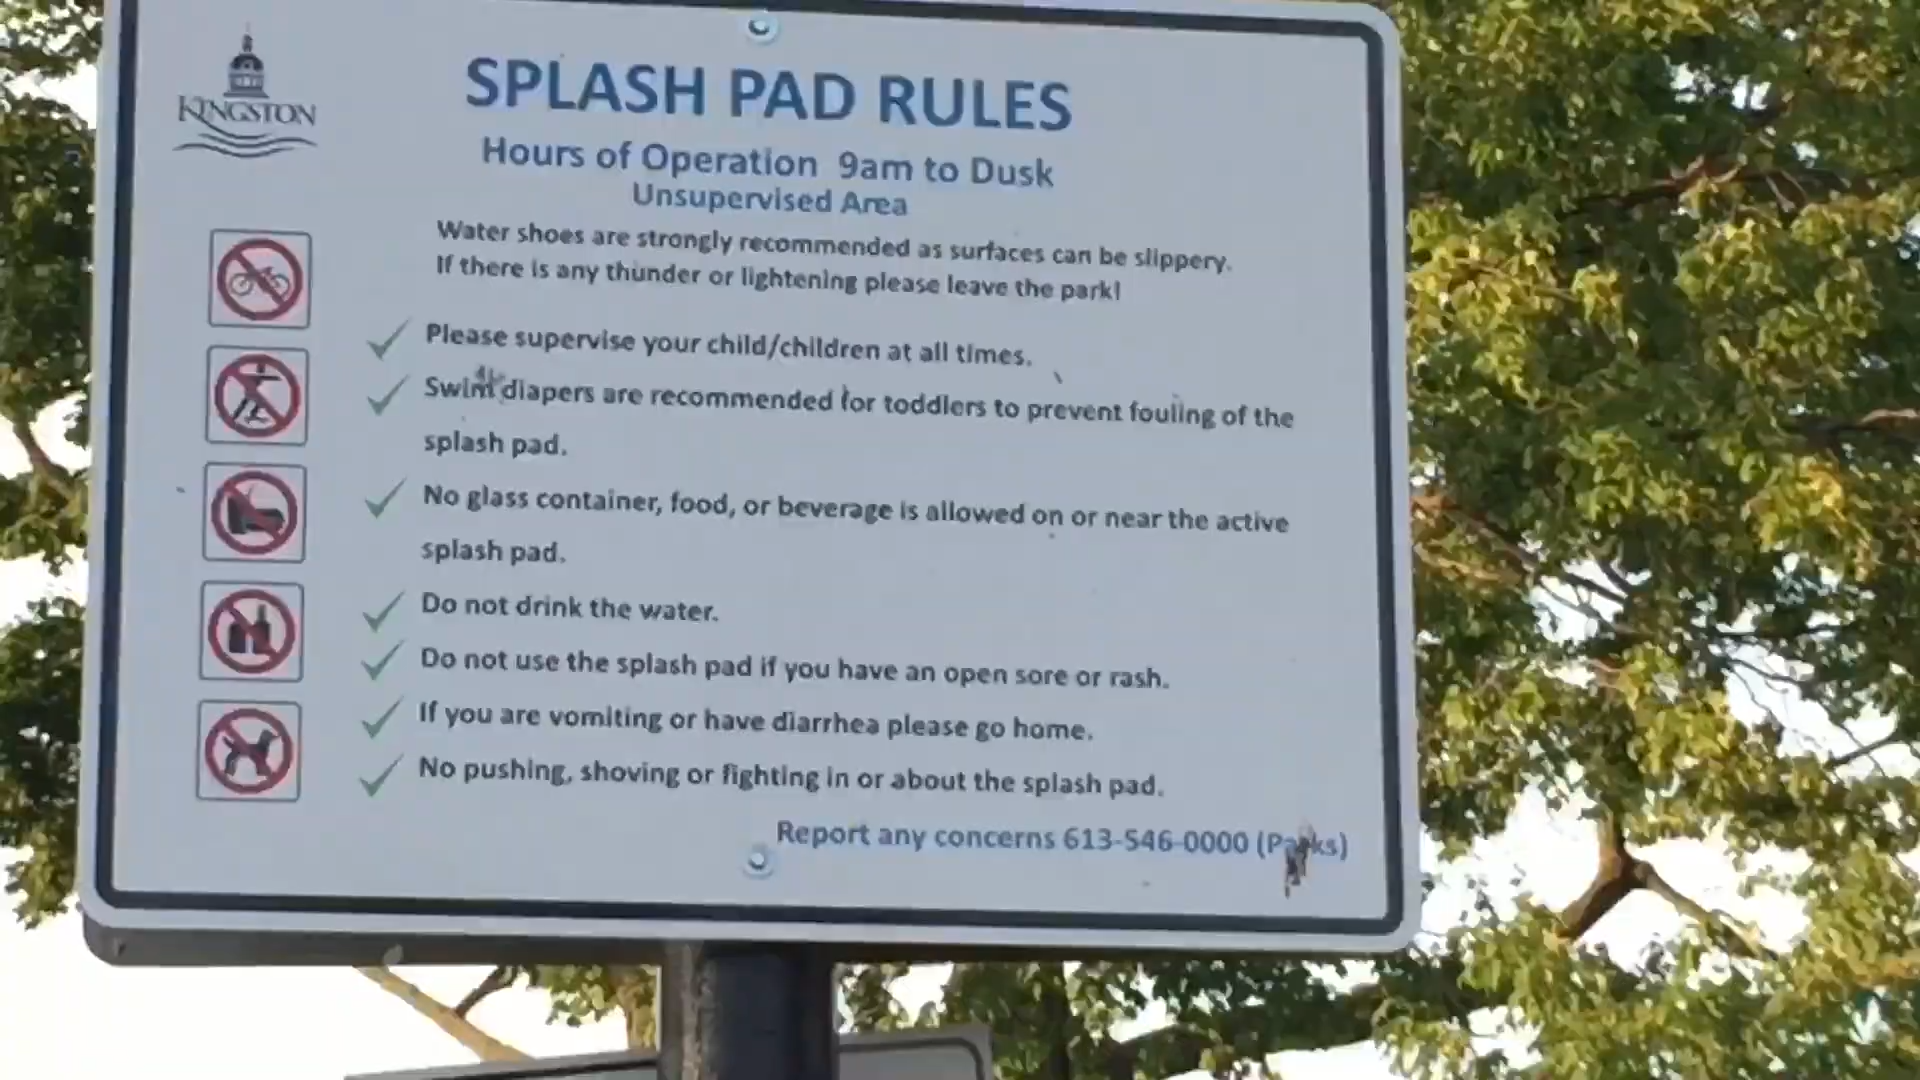 KINGSTON
SPLASH PAD RULES
Hours of Operation 9am to Dusk
Unsupervised Area
Water shoes are strongly recommended as surfaces can be slippery.
If there is any thunder or lightening please leave the park!
Please supervise your child/children at all times.
Swim diapers are recommended for toddlers to prevent fouling of the
splash pad.
No glass container, food, or beverage is allowed on or near the active
splash pad.
Do not drink the water.
Do not use the splash pad if you have an open sore or rash.
If you are vomiting or have diarrhea please go home.
No pushing, shoving or fighting in or about the splash pad.
Report any concerns 613-546-0000 (Parks)